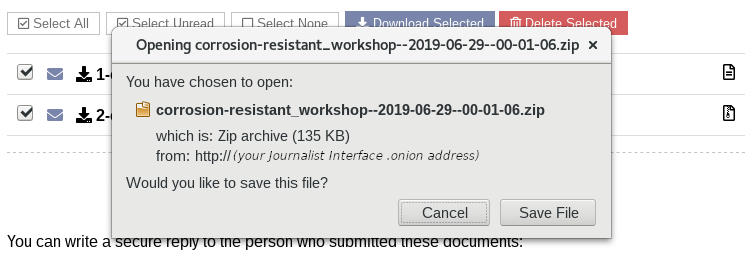 Select All Select Unread Select None Download Selected Delete Selected
Opening corrosion-resistant_workshop--2019-06-29--00-01-06.zip ×
You have chosen to open:
corrosion-resistant_workshop--2019-06-29--00-01-06.zip
which is: Zip archive (135 KB)
from: http://(your Journalist Interface .onion address)
Would you like to save this file?
Cancel Save File
1-
2-
You can write a secure reply to the person who submitted these documents: